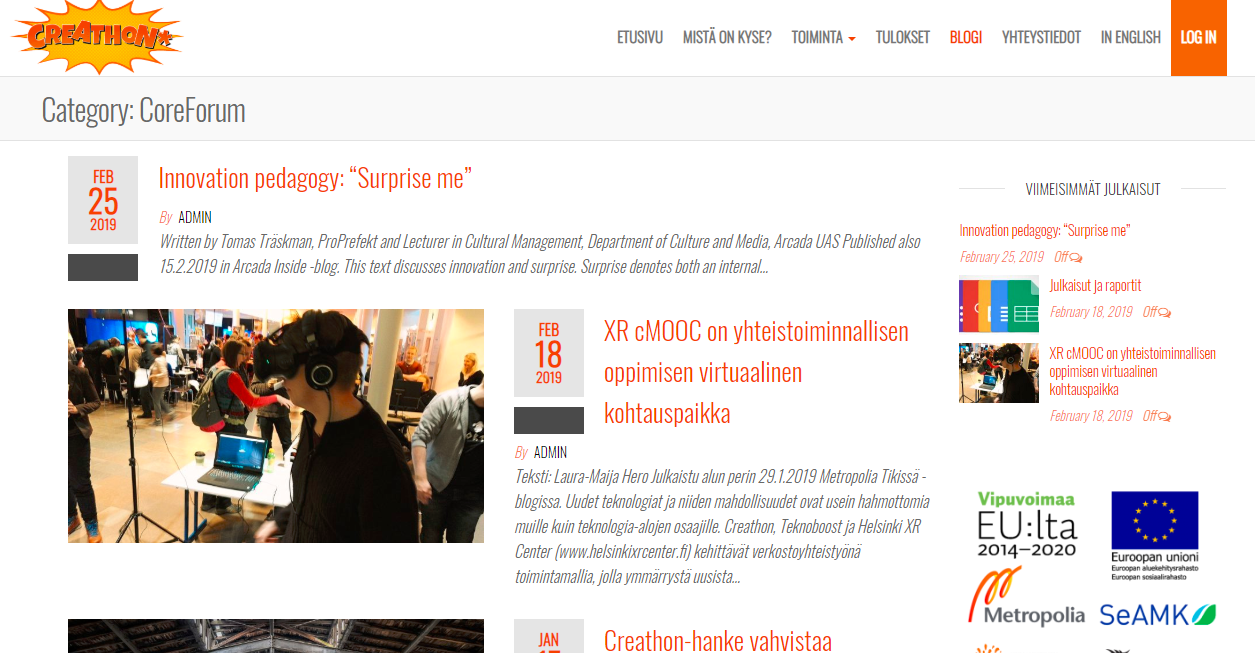 CREATHON*
ETUSIVU MISTÄ ON KYSE? TOIMINTA TULOKSET BLOGI YHTEYSTIEDOT IN ENGLISH LOG IN
Category: CoreForum
FEB
25
2019
Innovation pedagogy: “Surprise me”
By ADMIN
Written by Tomas Träskman, ProPrefekt and Lecturer in Cultural Management, Department of Culture and Media, Arcada UAS Published also
15.2.2019 in Arcada Inside -blog. This text discusses innovation and surprise. Surprise denotes both an internal...
FEB
18
2019
XR cMOOC on yhteistoiminnallisen
oppimisen virtuaalinen
kohtauspaikka
By ADMIN
Teksti: Laura-Maija Hero Julkaistu alun perin 29.1.2019 Metropolia Tikissä -
blogissa. Uudet teknologiat ja niiden mahdollisuudet ovat usein hahmottomia
muille kuin teknologia-alojen osaajille. Creathon, Teknoboost ja Helsinki XR
Center (www.helsinkixrcenter.fi) kehittävät verkostoyhteistyönä
toimintamallia, jolla ymmärrystä uusista...
JAN
Creathon-hanke vahvistaa
VIIMEISIMMÄT JULKAISUT
Innovation pedagogy: “Surprise me”
February 25, 2019 Off
Julkaisut ja raportit
February 18, 2019 Off
XR cMOOC on yhteistoiminnallisen
oppimisen virtuaalinen
kohtauspaikka
February 18, 2019 Off
Vipuvoimaa
EU:lta
2014–2020
Euroopan unioni
Euroopan aluekehitysrahasto
Euroopan sosiaalirahasto
Metropolia
SeAMK